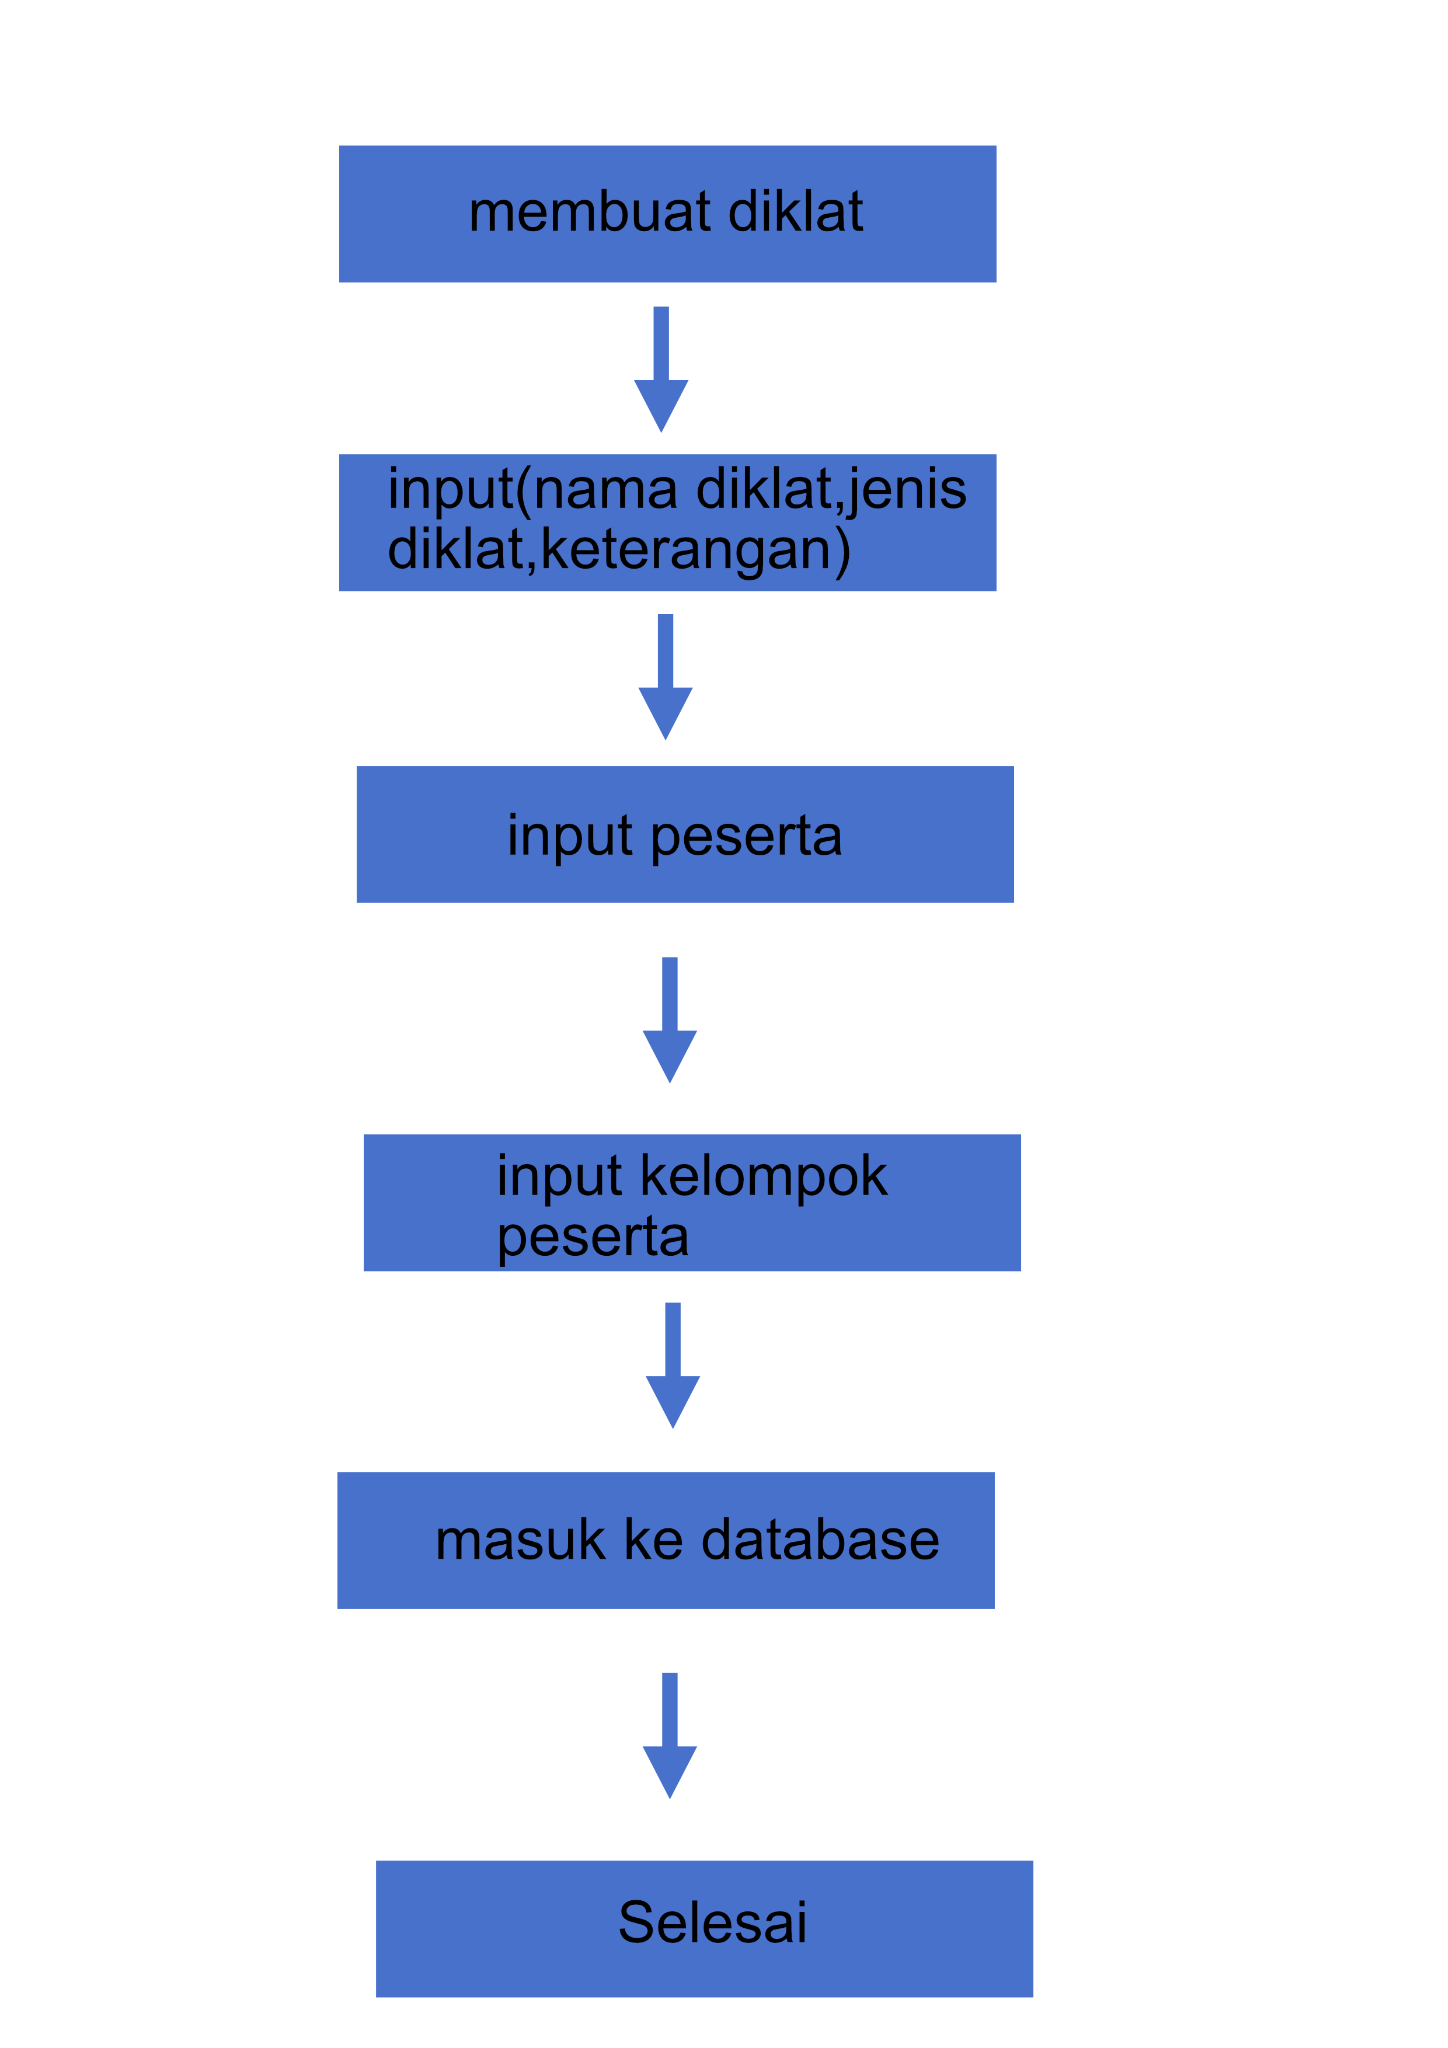 membuat diklat
input(nama diklat,jenis
diklat,keterangan)
input peserta
input kelompok
peserta
masuk ke database
Selesai